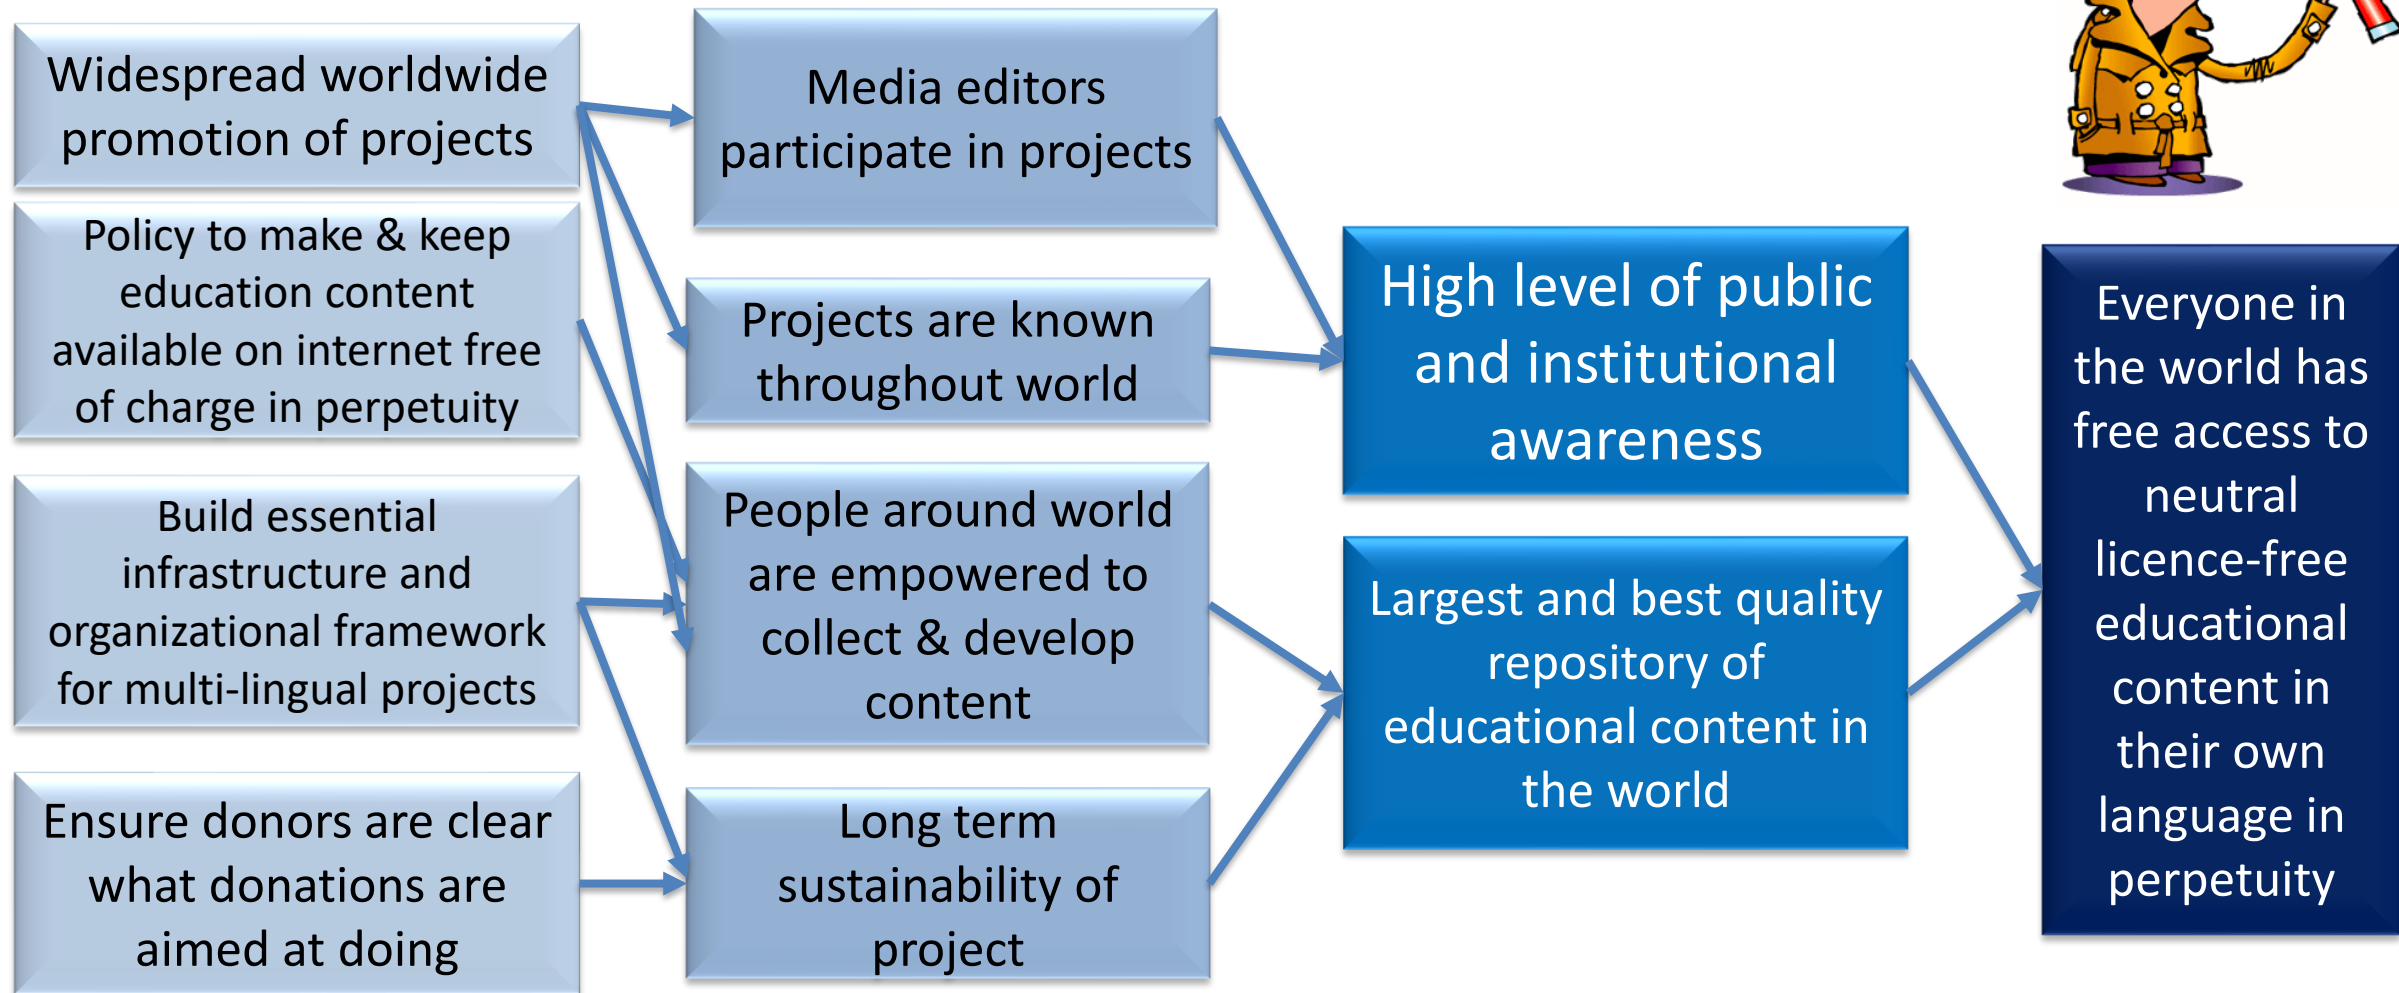 Widespread worldwide
promotion of projects
Policy to make & keep
education content
available on internet free
of charge in perpetuity
Build essential
infrastructure and
organizational framework
for multi-lingual projects
Ensure donors are clear
what donations are
aimed at doing
Media editors
participate in projects
Projects are known
throughout world
People around world
are empowered to
collect & develop
content
Long term
sustainability of
project
High level of public
and institutional
awareness
Largest and best quality
repository of
educational content in
the world
Everyone in
the world has
free access to
neutral
licence-free
educational
content in
their own
language in
perpetuity